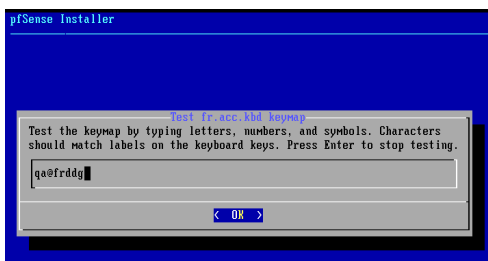 pfSense Installer
Test fr.acc.kbd keymap
Test the keymap by typing letters, numbers, and symbols. Characters
should match labels on the keyboard keys. Press Enter to stop testing.
qa@frddg
< OK >